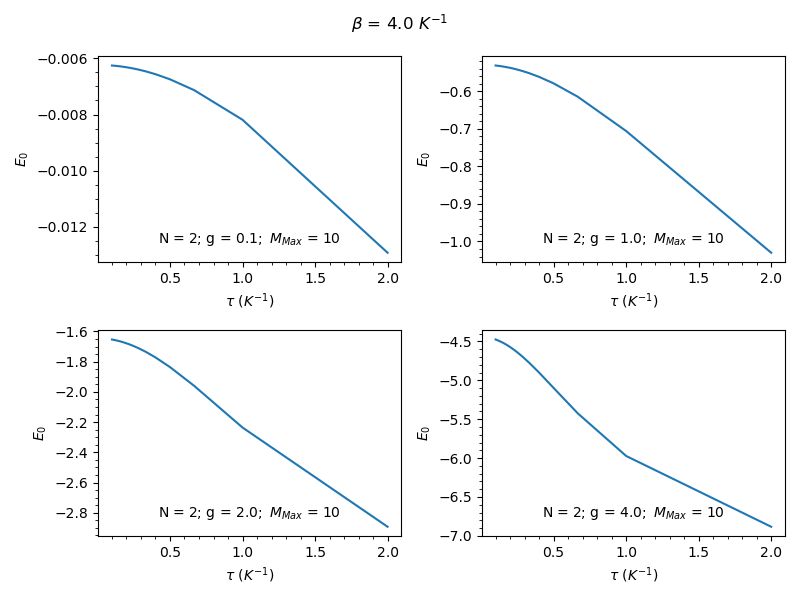 β = 4.0 K⁻¹
−0.006
−0.008
−0.010
−0.012
E₀
0.5 1.0 1.5 2.0
τ (K⁻¹)
N = 2; g = 0.1; M_Max = 10
−0.6
−0.7
−0.8
−0.9
−1.0
E₀
0.5 1.0 1.5 2.0
τ (K⁻¹)
N = 2; g = 1.0; M_Max = 10
−1.6
−1.8
−2.0
−2.2
−2.4
−2.6
−2.8
E₀
0.5 1.0 1.5 2.0
τ (K⁻¹)
N = 2; g = 2.0; M_Max = 10
−4.5
−5.0
−5.5
−6.0
−6.5
−7.0
E₀
0.5 1.0 1.5 2.0
τ (K⁻¹)
N = 2; g = 4.0; M_Max = 10